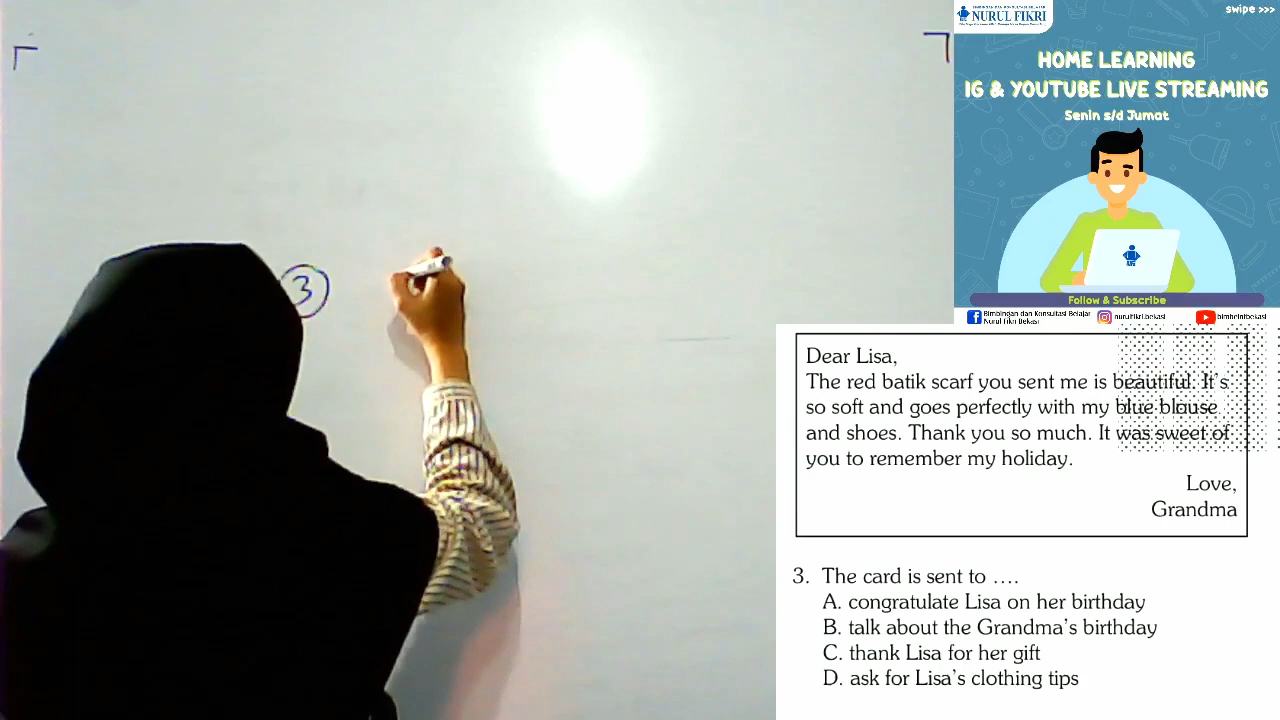 3
NURUL FIKRI
swipe >>>
HOME LEARNING
IG & YOUTUBE LIVE STREAMING
Senin s/d Jumat
Follow & Subscribe
Bimbingan dan Konsultasi Belajar
Nurul Fikri Bekasi
nurulfikri.bekasi
Dear Lisa,
The red batik scarf you sent me is beautiful. It's
so soft and goes perfectly with my blue blouse
and shoes. Thank you so much. It was sweet of
you to remember my holiday.
Love,
Grandma
3. The card is sent to ….
A. congratulate Lisa on her birthday
B. talk about the Grandma's birthday
C. thank Lisa for her gift
D. ask for Lisa's clothing tips